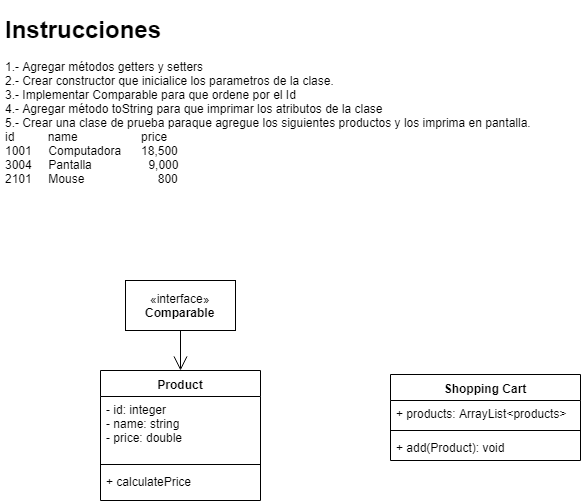 Instrucciones
1.- Agregar métodos getters y setters
2.- Crear constructor que inicialice los parametros de la clase.
3.- Implementar Comparable para que ordene por el Id
4.- Agregar método toString para que imprimar los atributos de la clase
5.- Crear una clase de prueba paraque agregue los siguientes productos y los imprima en pantalla.
id name price
1001 Computadora 18,500
3004 Pantalla 9,000
2101 Mouse 800
«interface»
Comparable
Product
- id: integer
- name: string
- price: double
+ calculatePrice
Shopping Cart
+ products: ArrayList<products>
+ add(Product): void